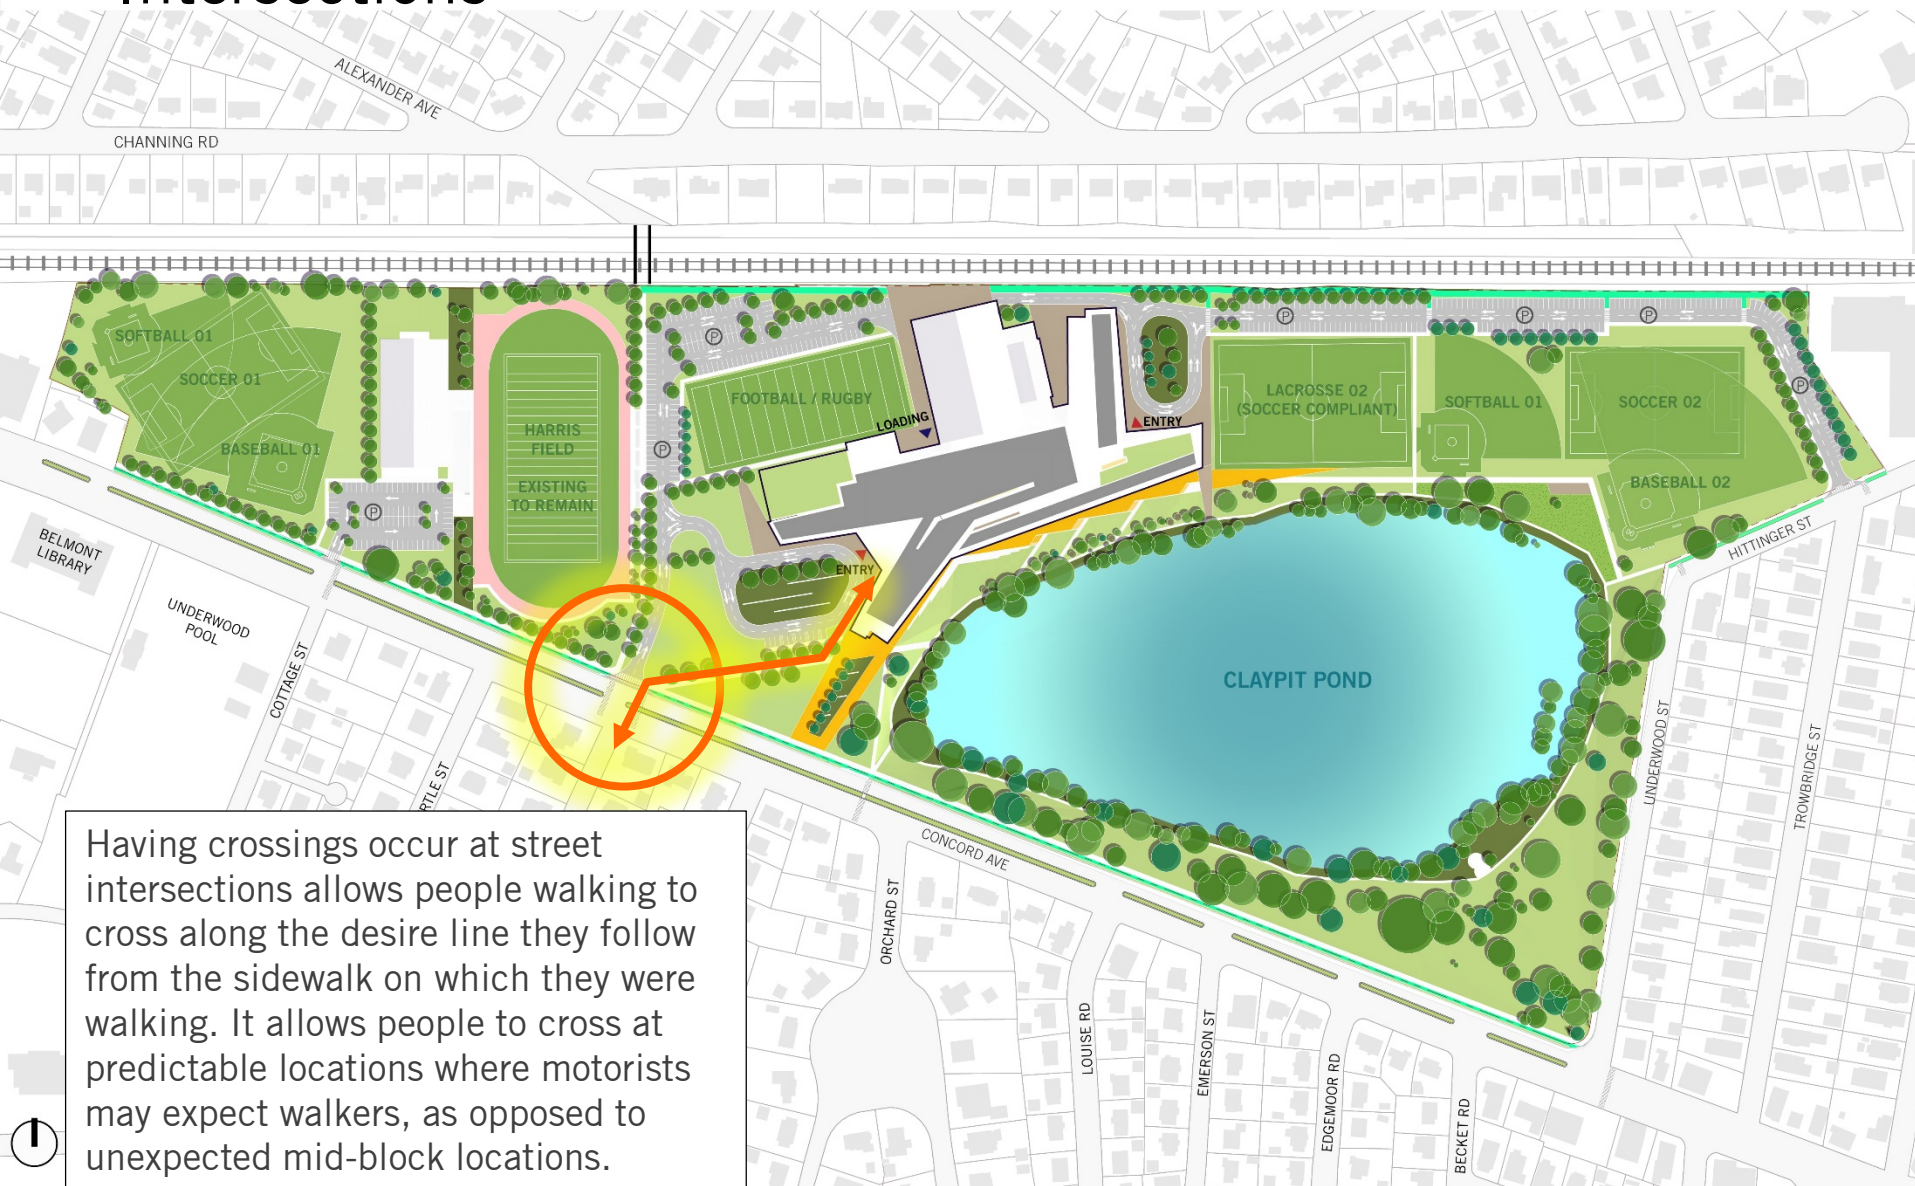 Intersections
ALEXANDER AVE
CHANNING RD
SOFTBALL 01
SOCCER 01
BASEBALL 01
HARRIS
FIELD
EXISTING
TO REMAIN
P
P
P
FOOTBALL / RUGBY
LOADING
ENTRY
ENTRY
P
P
P
P
LACROSSE 02
(SOCCER COMPLIANT)
SOFTBALL 01
SOCCER 02
BASEBALL 02
HITTINGER ST
BELMONT
LIBRARY
UNDERWOOD
POOL
COTTAGE ST
RTLE ST
CLAYPIT POND
UNDERWOOD ST
TROWBRIDGE ST
CONCORD AVE
ORCHARD ST
LOUISE RD
EMERSON ST
EDGEMOOR RD
BECKET RD
Having crossings occur at street
intersections allows people walking to
cross along the desire line they follow
from the sidewalk on which they were
walking. It allows people to cross at
predictable locations where motorists
may expect walkers, as opposed to
unexpected mid-block locations.